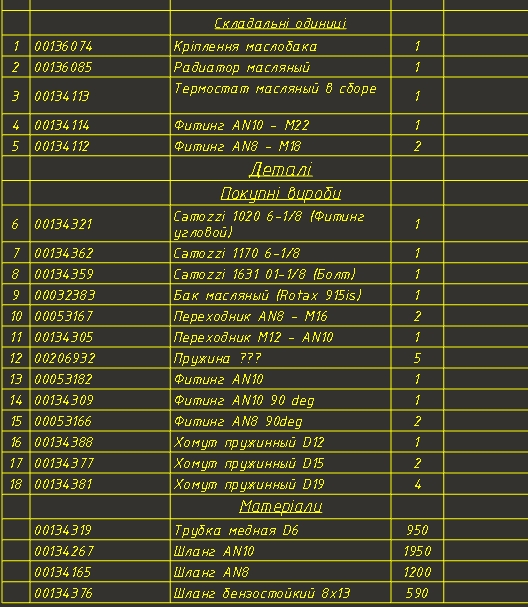 Складальні одиниці
1 00136074 Кріплення маслобака 1
2 00136085 Радиатор масляный 1
3 00134113 Термостат масляный в сборе 1
4 00134114 Фитинг AN10 - M22 1
5 00134112 Фитинг AN8 - M18 2
Деталі
Покупні вироби
6 00134321 Camozzi 1020 6-1/8 (Фитинг
угловой) 1
7 00134362 Camozzi 1170 6-1/8 1
8 00134359 Camozzi 1631 01-1/8 (Болт) 1
9 00032383 Бак масляный (Rotax 915is) 1
10 00053167 Переходник AN8 - M16 2
11 00134305 Переходник M12 - AN10 1
12 00206932 Пружина ??? 5
13 00053182 Фитинг AN10 1
14 00134309 Фитинг AN10 90 deg 1
15 00053166 Фитинг AN8 90deg 2
16 00134388 Хомут пружинный D12 1
17 00134377 Хомут пружинный D15 2
18 00134381 Хомут пружинный D19 4
Матеріали
00134319 Трубка медная D6 950
00134267 Шланг AN10 1950
00134165 Шланг AN8 1200
00134376 Шланг бензостойкий 8x13 590